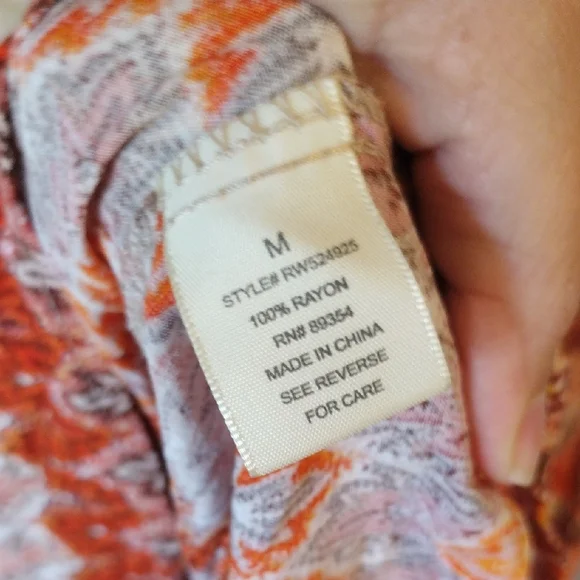 M
STYLE# RW524925
100% RAYON
RN# 89354
MADE IN CHINA
SEE REVERSE
FOR CARE